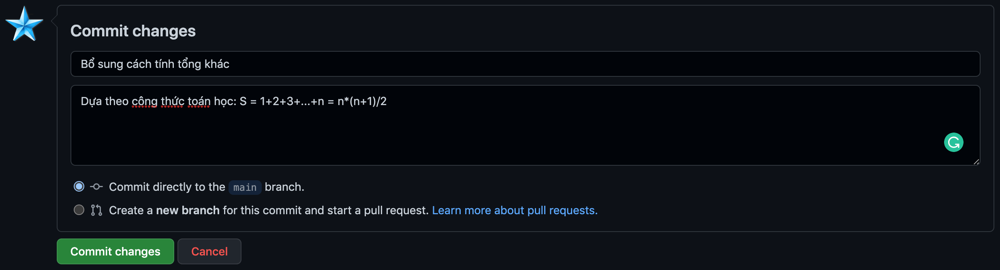 Commit changes
Bổ sung cách tính tổng khác
Dựa theo công thức toán học: S = 1+2+3+...+n = n*(n+1)/2
Commit directly to the main branch.
Create a new branch for this commit and start a pull request. Learn more about pull requests.
Commit changes Cancel